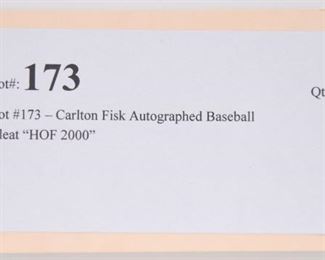 ot#: 173
Qt
ot #173 – Carlton Fisk Autographed Baseball
leat “HOF 2000”